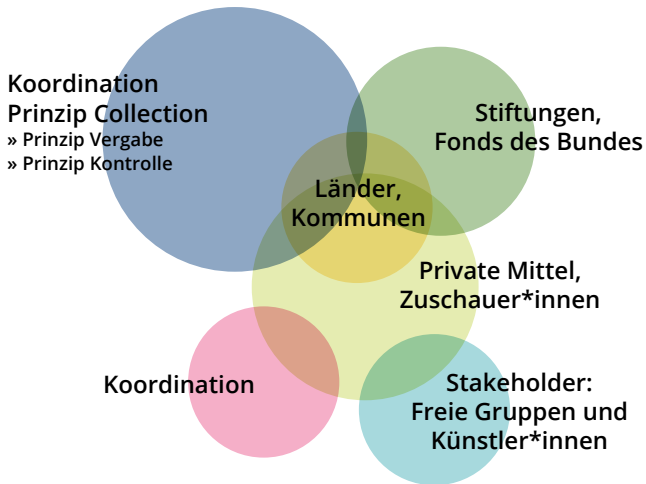 Koordination
Prinzip Collection
» Prinzip Vergabe
» Prinzip Kontrolle
Stiftungen,
Fonds des Bundes
Länder,
Kommunen
Private Mittel,
Zuschauer*innen
Koordination
Stakeholder:
Freie Gruppen und
Künstler*innen